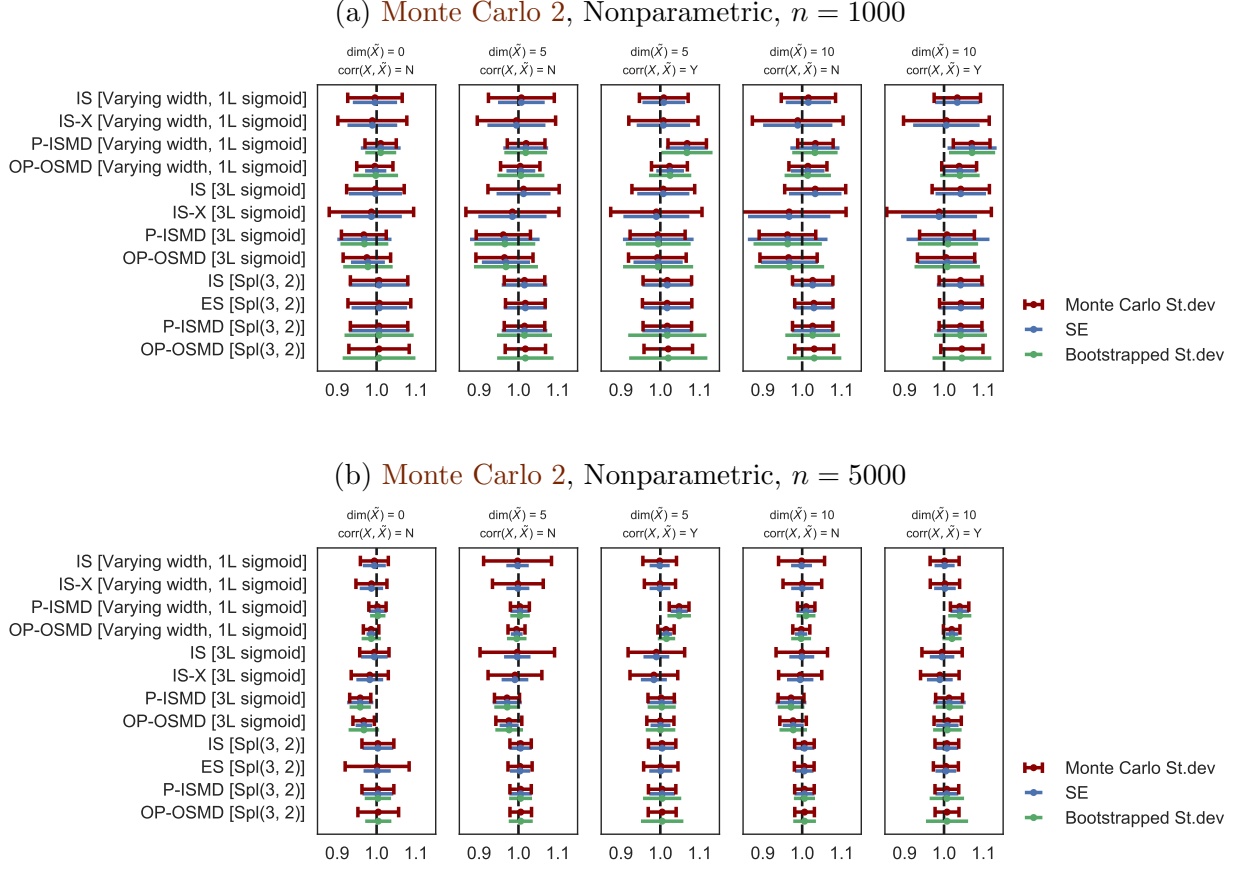 (a) Monte Carlo 2, Nonparametric, n = 1000
dim(X̃) = 0
corr(X, X̃) = N
dim(X̃) = 5
corr(X, X̃) = N
dim(X̃) = 5
corr(X, X̃) = Y
dim(X̃) = 10
corr(X, X̃) = N
dim(X̃) = 10
corr(X, X̃) = Y
IS [Varying width, 1L sigmoid]
IS-X [Varying width, 1L sigmoid]
P-ISMD [Varying width, 1L sigmoid]
OP-OSMD [Varying width, 1L sigmoid]
IS [3L sigmoid]
IS-X [3L sigmoid]
P-ISMD [3L sigmoid]
OP-OSMD [3L sigmoid]
IS [Spl(3, 2)]
ES [Spl(3, 2)]
P-ISMD [Spl(3, 2)]
OP-OSMD [Spl(3, 2)]
Monte Carlo St.dev
SE
Bootstrapped St.dev
0.9 1.0 1.1 0.9 1.0 1.1 0.9 1.0 1.1 0.9 1.0 1.1 0.9 1.0 1.1
(b) Monte Carlo 2, Nonparametric, n = 5000
dim(X̃) = 0
corr(X, X̃) = N
dim(X̃) = 5
corr(X, X̃) = N
dim(X̃) = 5
corr(X, X̃) = Y
dim(X̃) = 10
corr(X, X̃) = N
dim(X̃) = 10
corr(X, X̃) = Y
IS [Varying width, 1L sigmoid]
IS-X [Varying width, 1L sigmoid]
P-ISMD [Varying width, 1L sigmoid]
OP-OSMD [Varying width, 1L sigmoid]
IS [3L sigmoid]
IS-X [3L sigmoid]
P-ISMD [3L sigmoid]
OP-OSMD [3L sigmoid]
IS [Spl(3, 2)]
ES [Spl(3, 2)]
P-ISMD [Spl(3, 2)]
OP-OSMD [Spl(3, 2)]
Monte Carlo St.dev
SE
Bootstrapped St.dev
0.9 1.0 1.1 0.9 1.0 1.1 0.9 1.0 1.1 0.9 1.0 1.1 0.9 1.0 1.1